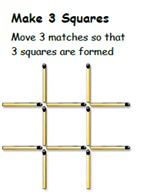 Make 3 Squares
Move 3 matches so that
3 squares are formed